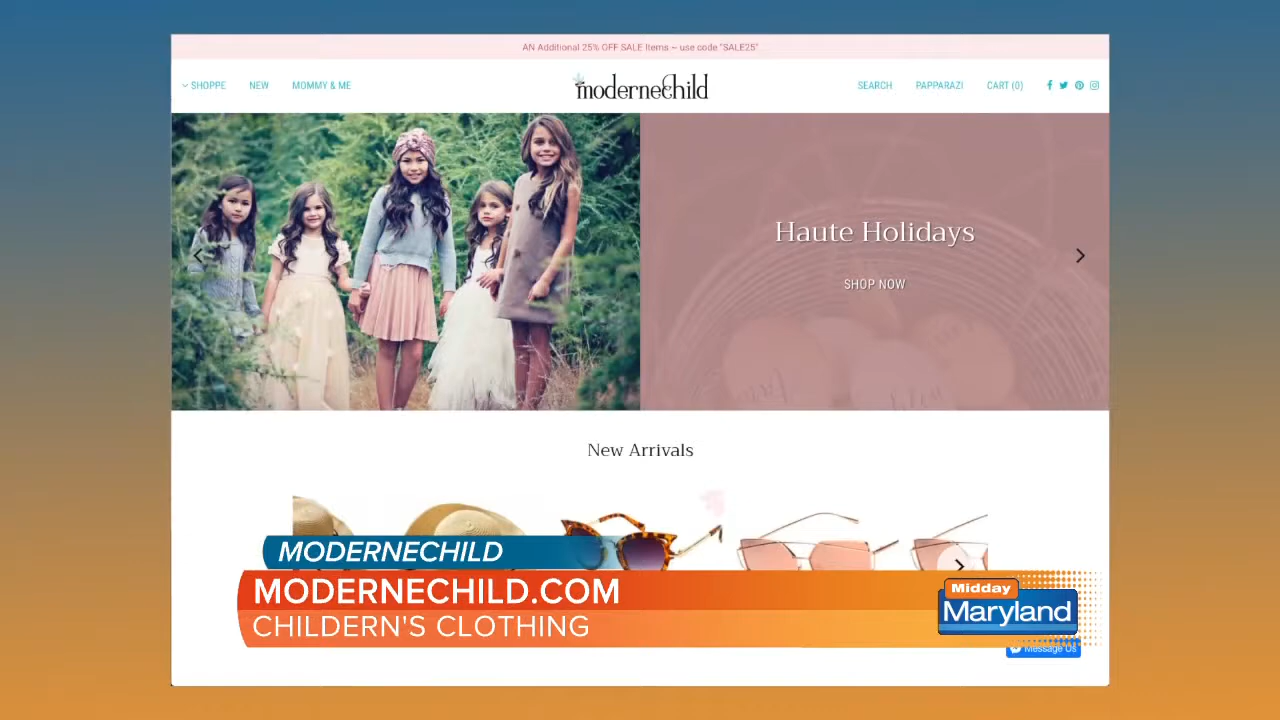 AN Additional 25% OFF SALE Items ~ use code "SALE25"
SHOPPE NEW MOMMY & ME
modernechild
SEARCH PAPPARAZI CART (0)
Haute Holidays
SHOP NOW
New Arrivals
MODERNECHILD
MODERNECHILD.COM
CHILDERN'S CLOTHING
Midday
Maryland
Message Us